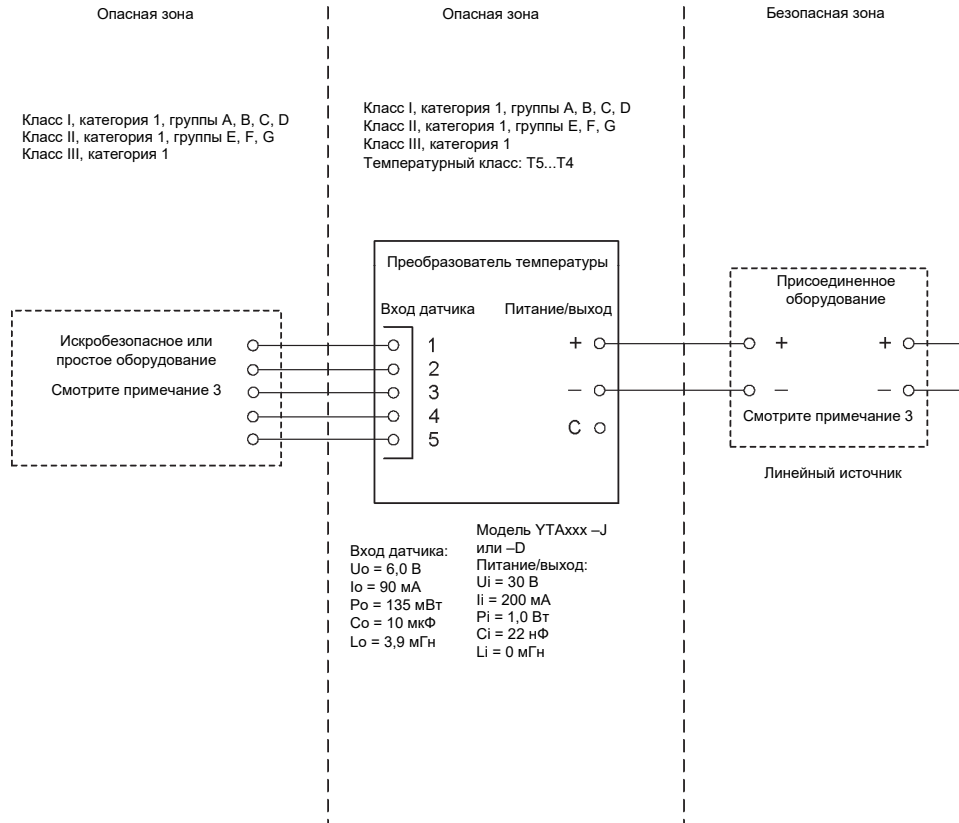 Опасная зона
Опасная зона
Безопасная зона
Класс I, категория 1, группы A, B, C, D
Класс II, категория 1, группы E, F, G
Класс III, категория 1
Класс I, категория 1, группы A, B, C, D
Класс II, категория 1, группы E, F, G
Класс III, категория 1
Температурный класс: T5...T4
Искробезопасное или
простое оборудование
Смотрите примечание 3
Преобразователь температуры
Вход датчика
Питание/выход
1
2
3
4
5
+
–
C
Присоединенное
оборудование
+ +
– –
Смотрите примечание 3
Линейный источник
Вход датчика:
Uo = 6,0 В
Io = 90 мА
Po = 135 мВт
Co = 10 мкФ
Lo = 3,9 мГн
Модель YTAxxx –J
или –D
Питание/выход:
Ui = 30 В
Ii = 200 мА
Pi = 1,0 Вт
Ci = 22 нФ
Li = 0 мГн